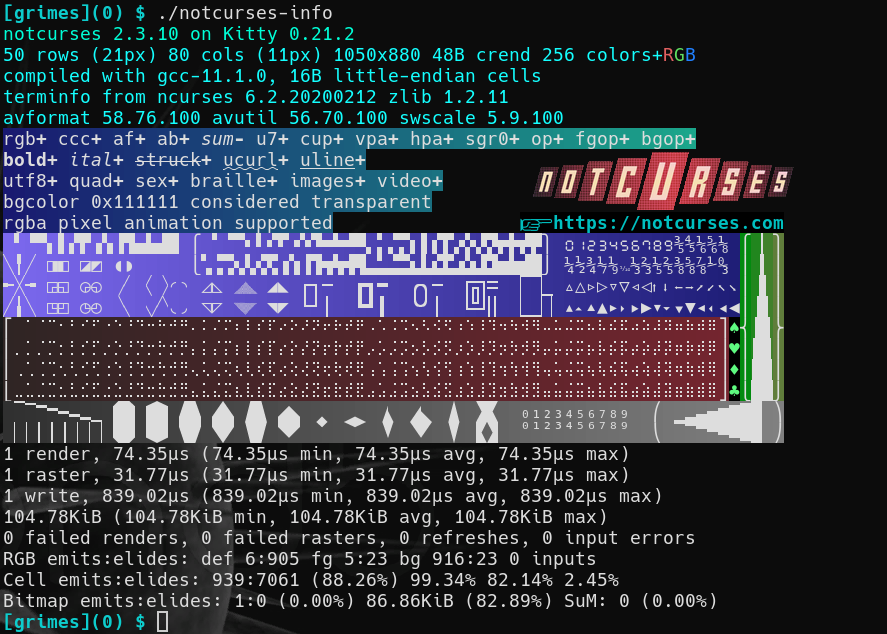 [grimes](0) $ ./notcurses-info
notcurses 2.3.10 on Kitty 0.21.2
50 rows (21px) 80 cols (11px) 1050x880 48B crend 256 colors+RGB
compiled with gcc-11.1.0, 16B little-endian cells
terminfo from ncurses 6.2.20200212 zlib 1.2.11
avformat 58.76.100 avutil 56.70.100 swscale 5.9.100
rgb+ ccc+ af+ ab+ sum- u7+ cup+ vpa+ hpa+ sgr0+ op+ fgop+ bgop+
bold+ ital+ struck+ ucurl+ uline+
utf8+ quad+ sex+ braille+ images+ video+
NOTCURSES
bgcolor 0x111111 considered transparent
rgba pixel animation supported
https://notcurses.com
0123456789
0123456789
0123456789
1 render, 74.35µs (74.35µs min, 74.35µs avg, 74.35µs max)
1 raster, 31.77µs (31.77µs min, 31.77µs avg, 31.77µs max)
1 write, 839.02µs (839.02µs min, 839.02µs avg, 839.02µs max)
104.78KiB (104.78KiB min, 104.78KiB avg, 104.78KiB max)
0 failed renders, 0 failed rasters, 0 refreshes, 0 input errors
RGB emits:elides: def 6:905 fg 5:23 bg 916:23 0 inputs
Cell emits:elides: 939:7061 (88.26%) 99.34% 82.14% 2.45%
Bitmap emits:elides: 1:0 (0.00%) 86.86KiB (82.89%) SuM: 0 (0.00%)
[grimes](0) $